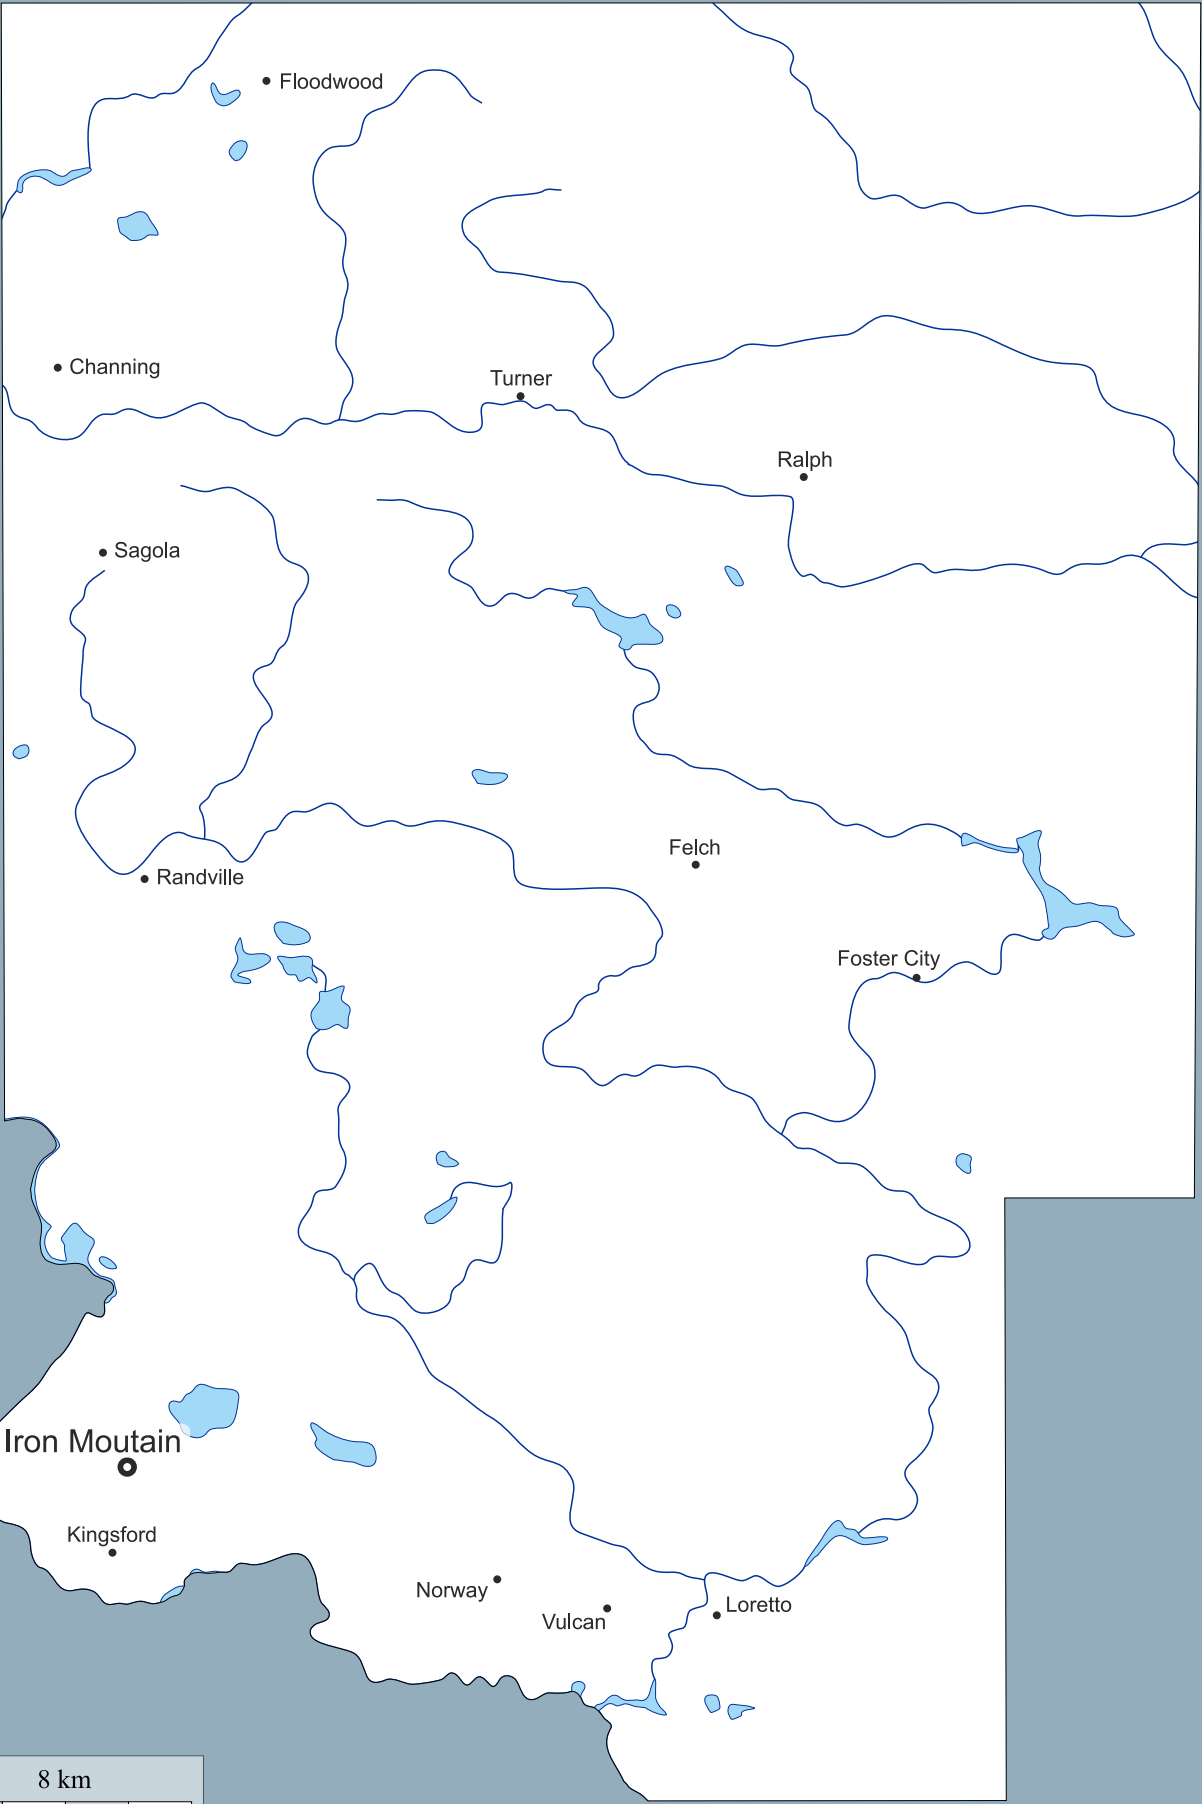 Floodwood
Channing
Turner
Ralph
Sagola
Felch
Randville
Foster City
Iron Moutain
Kingsford
Norway
Loretto
Vulcan
8 km